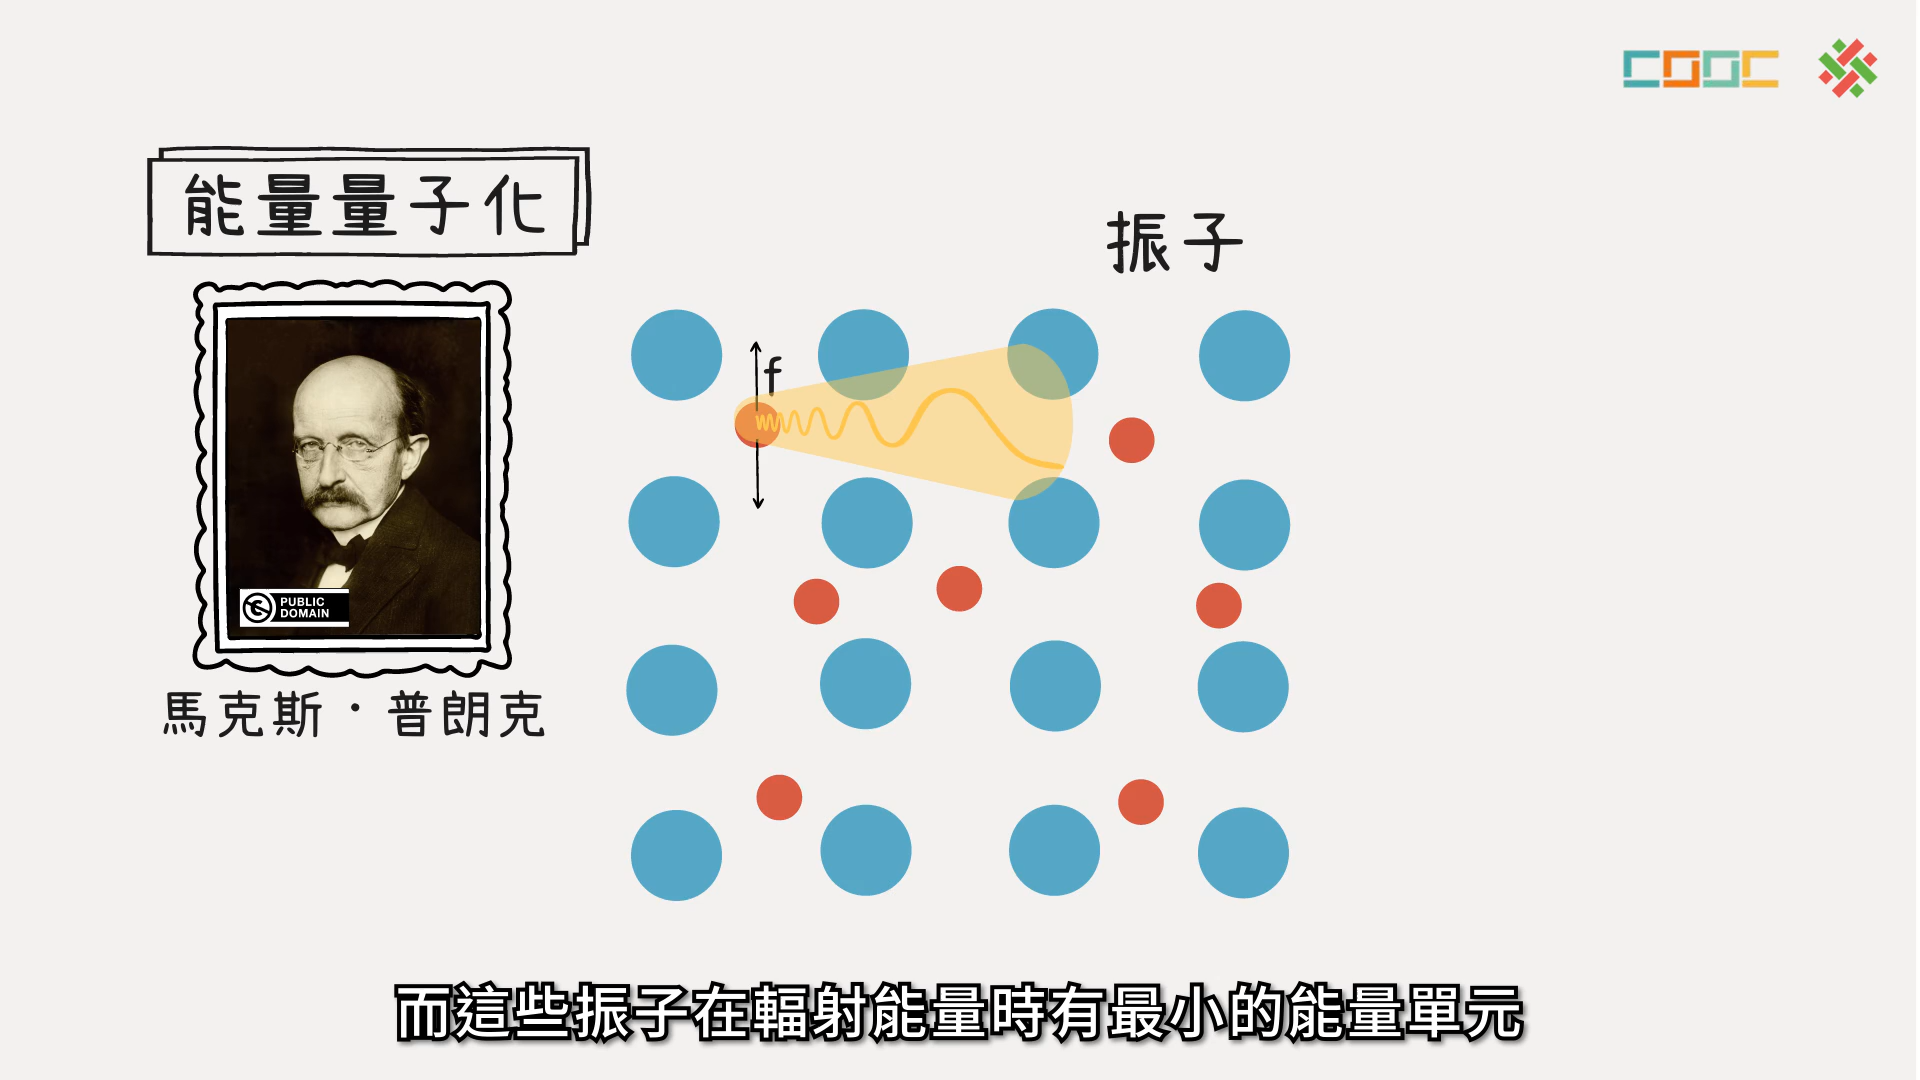 COOC
能量量子化
振子
f
PUBLIC
DOMAIN
馬克斯・普朗克
而這些振子在輻射能量時有最小的能量單元